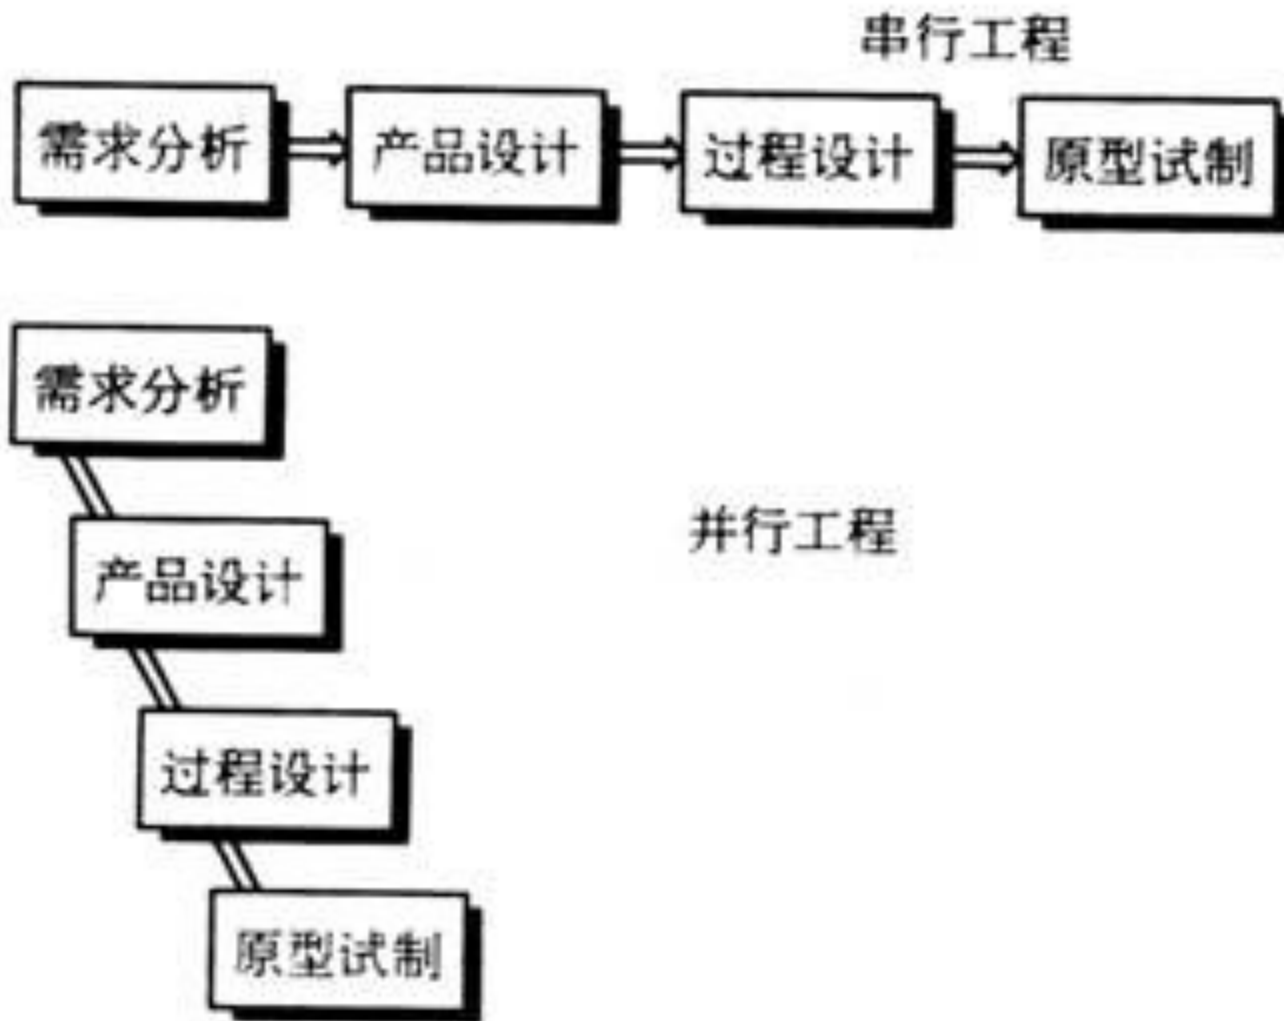 串行工程
需求分析
产品设计
过程设计
原型试制
需求分析
产品设计
并行工程
过程设计
原型试制